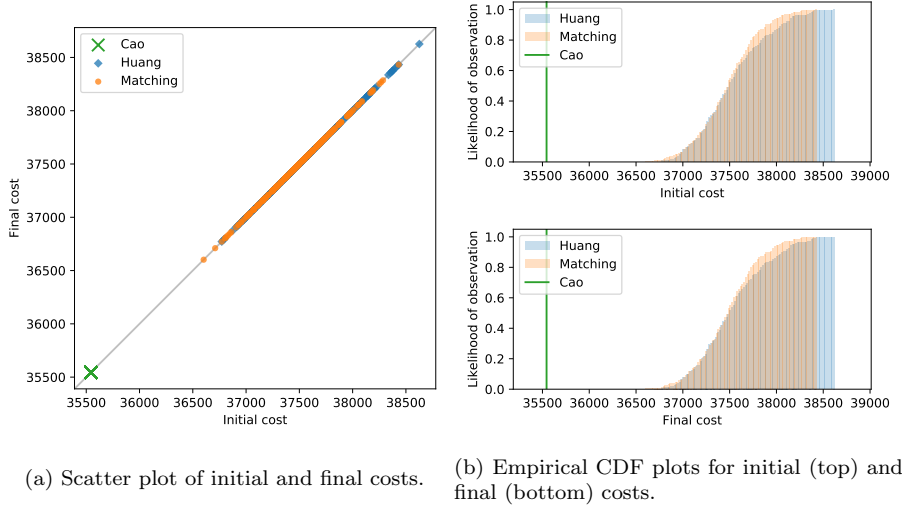 38500
38000
37500
37000
36500
36000
35500
Final cost
Cao
Huang
Matching
35500 36000 36500 37000 37500 38000 38500
Initial cost
1.0
0.8
0.6
0.4
0.2
0.0
Likelihood of observation
Huang
Matching
Cao
35500 36000 36500 37000 37500 38000 38500 39000
Initial cost
1.0
0.8
0.6
0.4
0.2
0.0
Likelihood of observation
Huang
Matching
Cao
35500 36000 36500 37000 37500 38000 38500 39000
Final cost
(a) Scatter plot of initial and final costs.
(b) Empirical CDF plots for initial (top) and
final (bottom) costs.